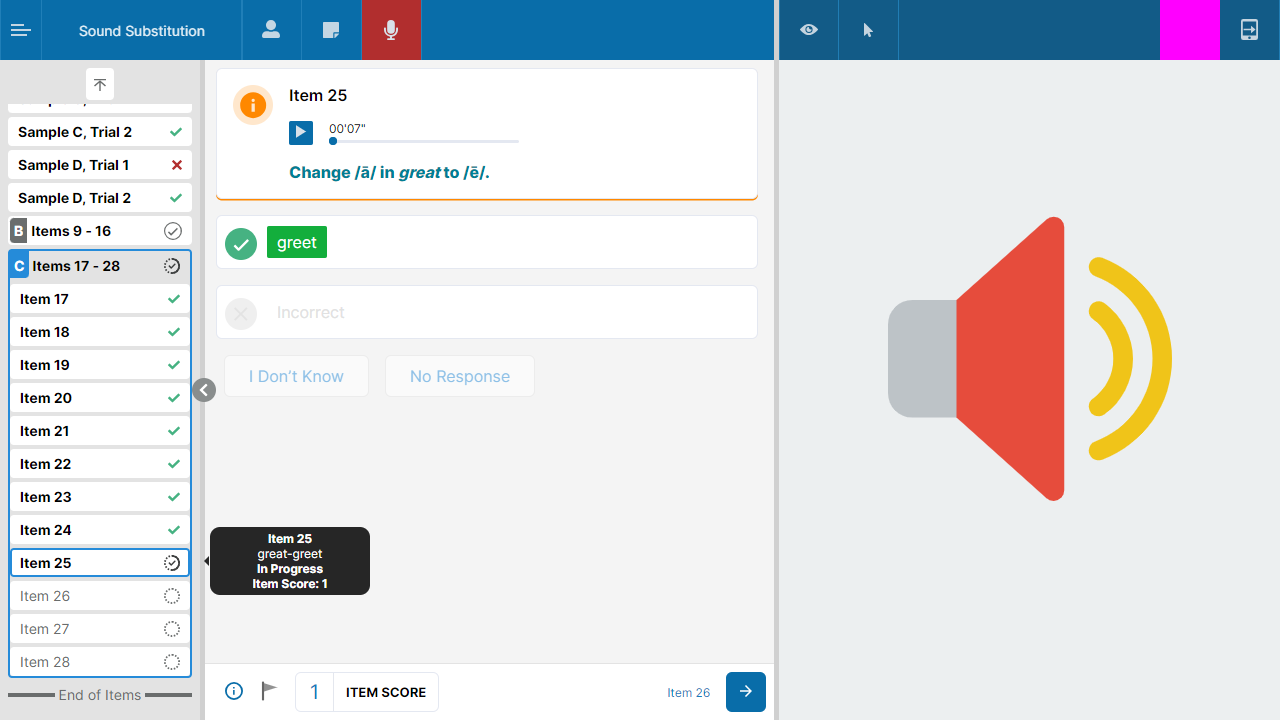 Sound Substitution
Sample C, Trial 2
Sample D, Trial 1
Sample D, Trial 2
B Items 9 - 16
C Items 17 - 28
Item 17
Item 18
Item 19
Item 20
Item 21
Item 22
Item 23
Item 24
Item 25
Item 26
Item 27
Item 28
End of Items
Item 25
00'07"
Change /ā/ in great to /ē/.
greet
Incorrect
I Don't Know
No Response
Item 25
great-greet
In Progress
Item Score: 1
1 ITEM SCORE
Item 26